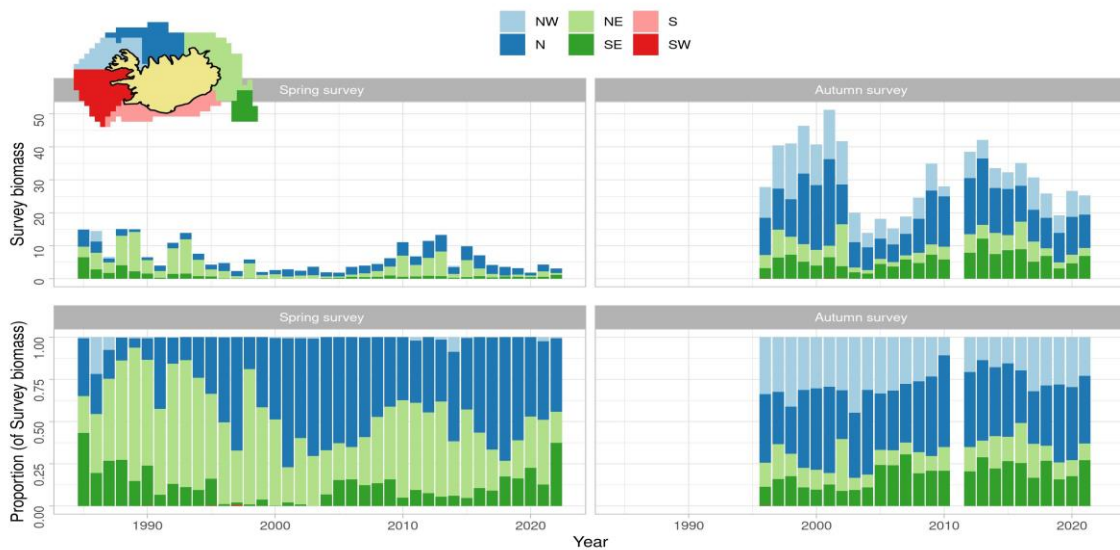 NW NE S
N SE SW
Spring survey Autumn survey
Survey biomass
50
40
30
20
10
0
Spring survey Autumn survey
Proportion (of Survey biomass)
1.00
0.75
0.50
0.25
0.00
1990 2000 2010 2020 1990 2000 2010 2020
Year